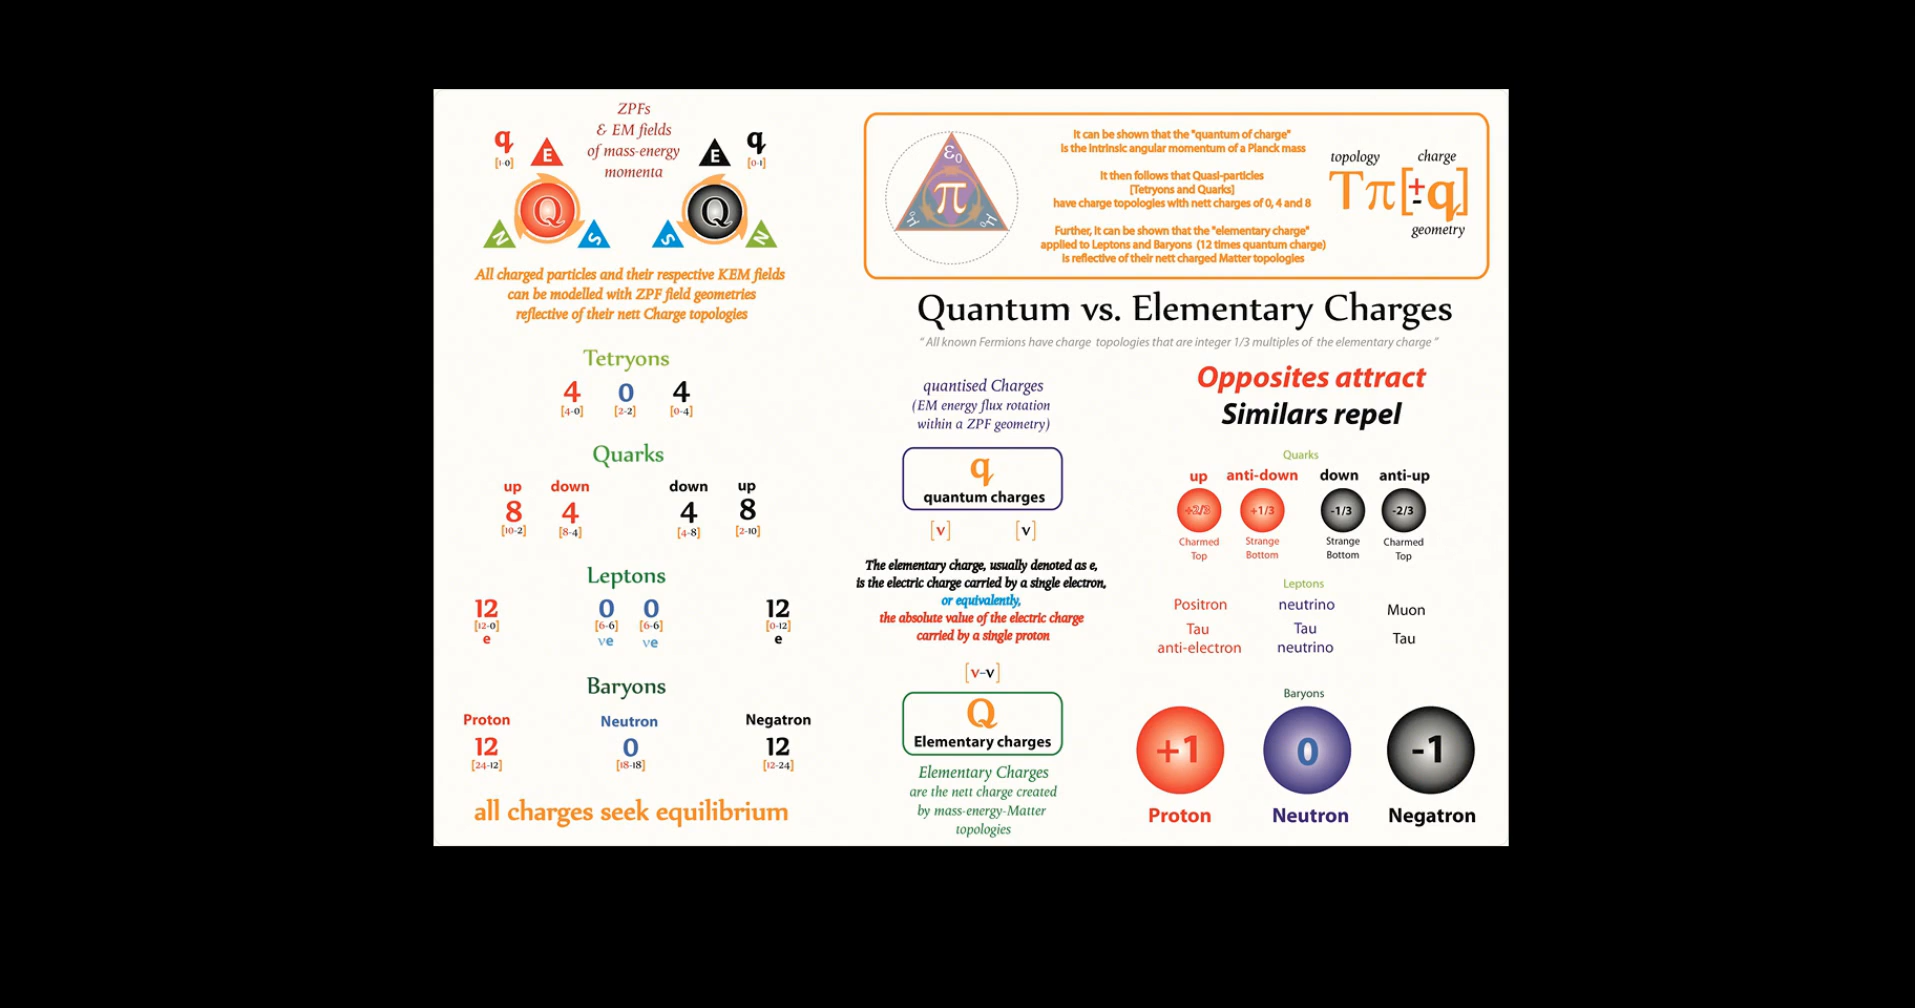 ZPFs
& EM fields
of mass-energy
momenta
q
[1-0]
E
Q
N
S
E
q
[0-1]
Q
S
N
All charged particles and their respective KEM fields
can be modelled with ZPF field geometries
reflective of their nett Charge topologies
Tetryons
4 0 4
[4-0] [2-2] [0-4]
Quarks
up down down up
8 4 4 8
[10-2] [8-4] [4-8] [2-10]
Leptons
12 0 0 12
[12-0] [6-6] [6-6] [0-12]
e νe νe e
Baryons
Proton Neutron Negatron
12 0 12
[24-12] [18-18] [12-24]
all charges seek equilibrium
ε0
π
μ0
μ0
It can be shown that the "quantum of charge"
is the intrinsic angular momentum of a Planck mass
It then follows that Quasi-particles
[Tetryons and Quarks]
have charge topologies with nett charges of 0, 4 and 8
Further, it can be shown that the "elementary charge"
applied to Leptons and Baryons (12 times quantum charge)
is reflective of their nett charged Matter topologies
topology charge
Tπ[±q]
geometry
Quantum vs. Elementary Charges
" All known Fermions have charge topologies that are integer 1/3 multiples of the elementary charge "
quantised Charges
(EM energy flux rotation
within a ZPF geometry)
q
quantum charges
[v] [v]
The elementary charge, usually denoted as e,
is the electric charge carried by a single electron,
or equivalently,
the absolute value of the electric charge
carried by a single proton
[v-v]
Q
Elementary charges
Elementary Charges
are the nett charge created
by mass-energy-Matter
topologies
Opposites attract
Similars repel
Quarks
up anti-down down anti-up
+2/3 +1/3 -1/3 -2/3
Charmed Strange Strange Charmed
Top Bottom Bottom Top
Leptons
Positron neutrino Muon
Tau Tau Tau
anti-electron neutrino
Baryons
+1 0 -1
Proton Neutron Negatron